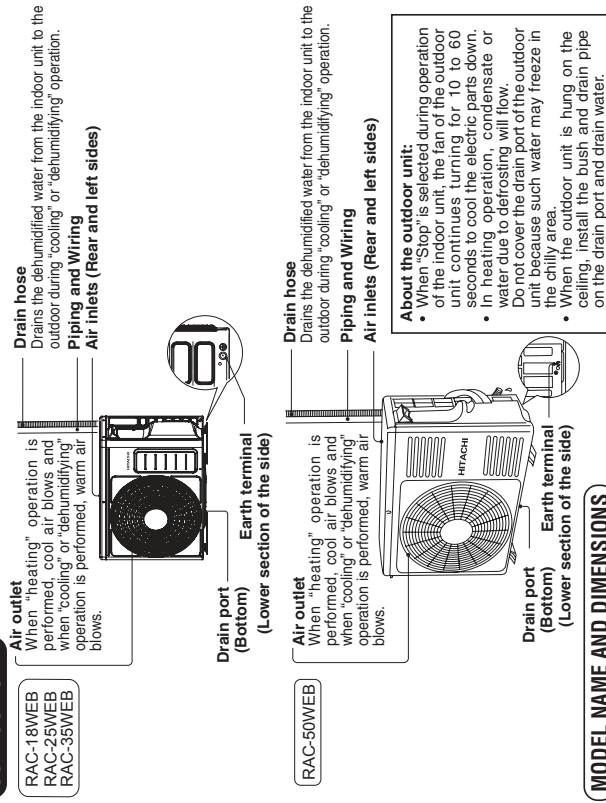 RAC-18WEB
RAC-25WEB
RAC-35WEB
Air outlet
When “heating” operation is
performed, cool air blows and
when “cooling” or “dehumidifying”
operation is performed, warm air
blows.
Drain hose
Drains the dehumidified water from the indoor unit to the
outdoor during “cooling” or “dehumidifying” operation.
Piping and Wiring
Air inlets (Rear and left sides)
HITACHI
Drain port
(Bottom)
Earth terminal
(Lower section of the side)
RAC-50WEB
Air outlet
When “heating” operation is
performed, cool air blows and
when “cooling” or “dehumidifying”
operation is performed, warm air
blows.
Drain hose
Drains the dehumidified water from the indoor unit to the
outdoor during “cooling” or “dehumidifying” operation.
Piping and Wiring
Air inlets (Rear and left sides)
HITACHI
Drain port
(Bottom)
Earth terminal
(Lower section of the side)
About the outdoor unit:
• When “Stop” is selected during operation
of the indoor unit, the fan of the outdoor
unit continues turning for 10 to 60
seconds to cool the electric parts down.
• In heating operation, condensate or
water due to defrosting will flow.
Do not cover the drain port of the outdoor
unit because such water may freeze in
the chilly area.
• When the outdoor unit is hung on the
ceiling, install the bush and drain pipe
on the drain port and drain water.
MODEL NAME AND DIMENSIONS